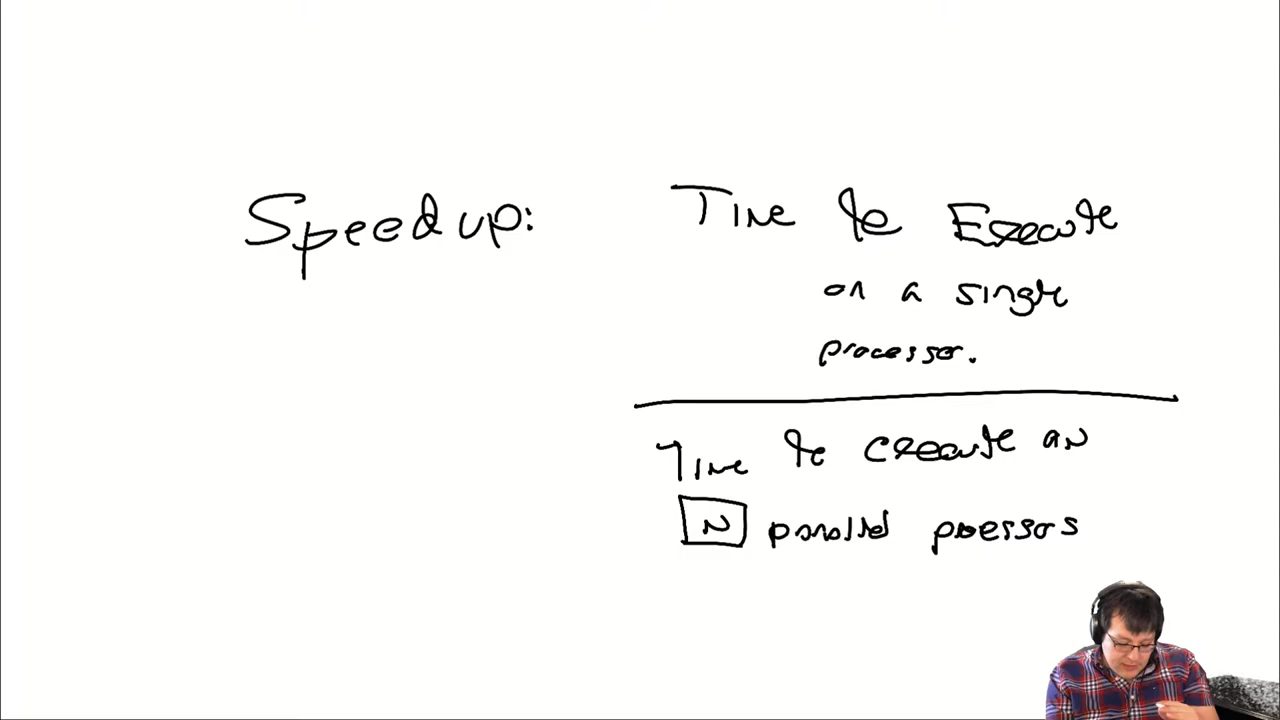 Speedup:
Time to Execute
on a single
processor.
Time to execute on
N parallel processors